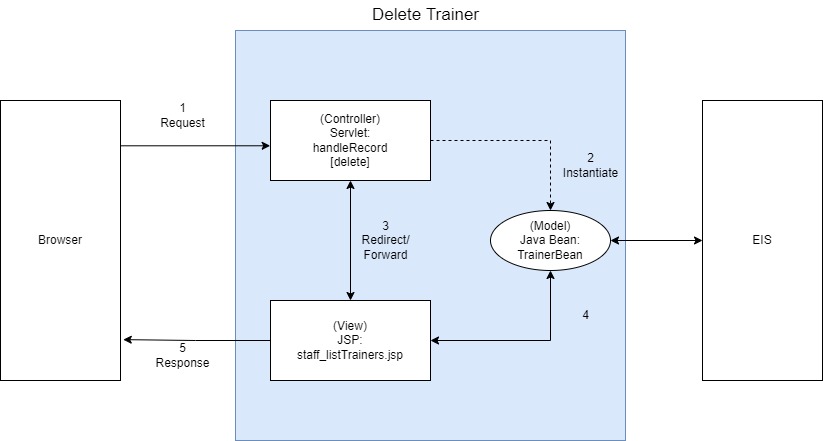 Delete Trainer
1
Request
(Controller)
Servlet:
handleRecord
[delete]
2
Instantiate
Browser
3
Redirect/
Forward
(Model)
Java Bean:
TrainerBean
EIS
(View)
JSP:
staff_listTrainers.jsp
4
5
Response